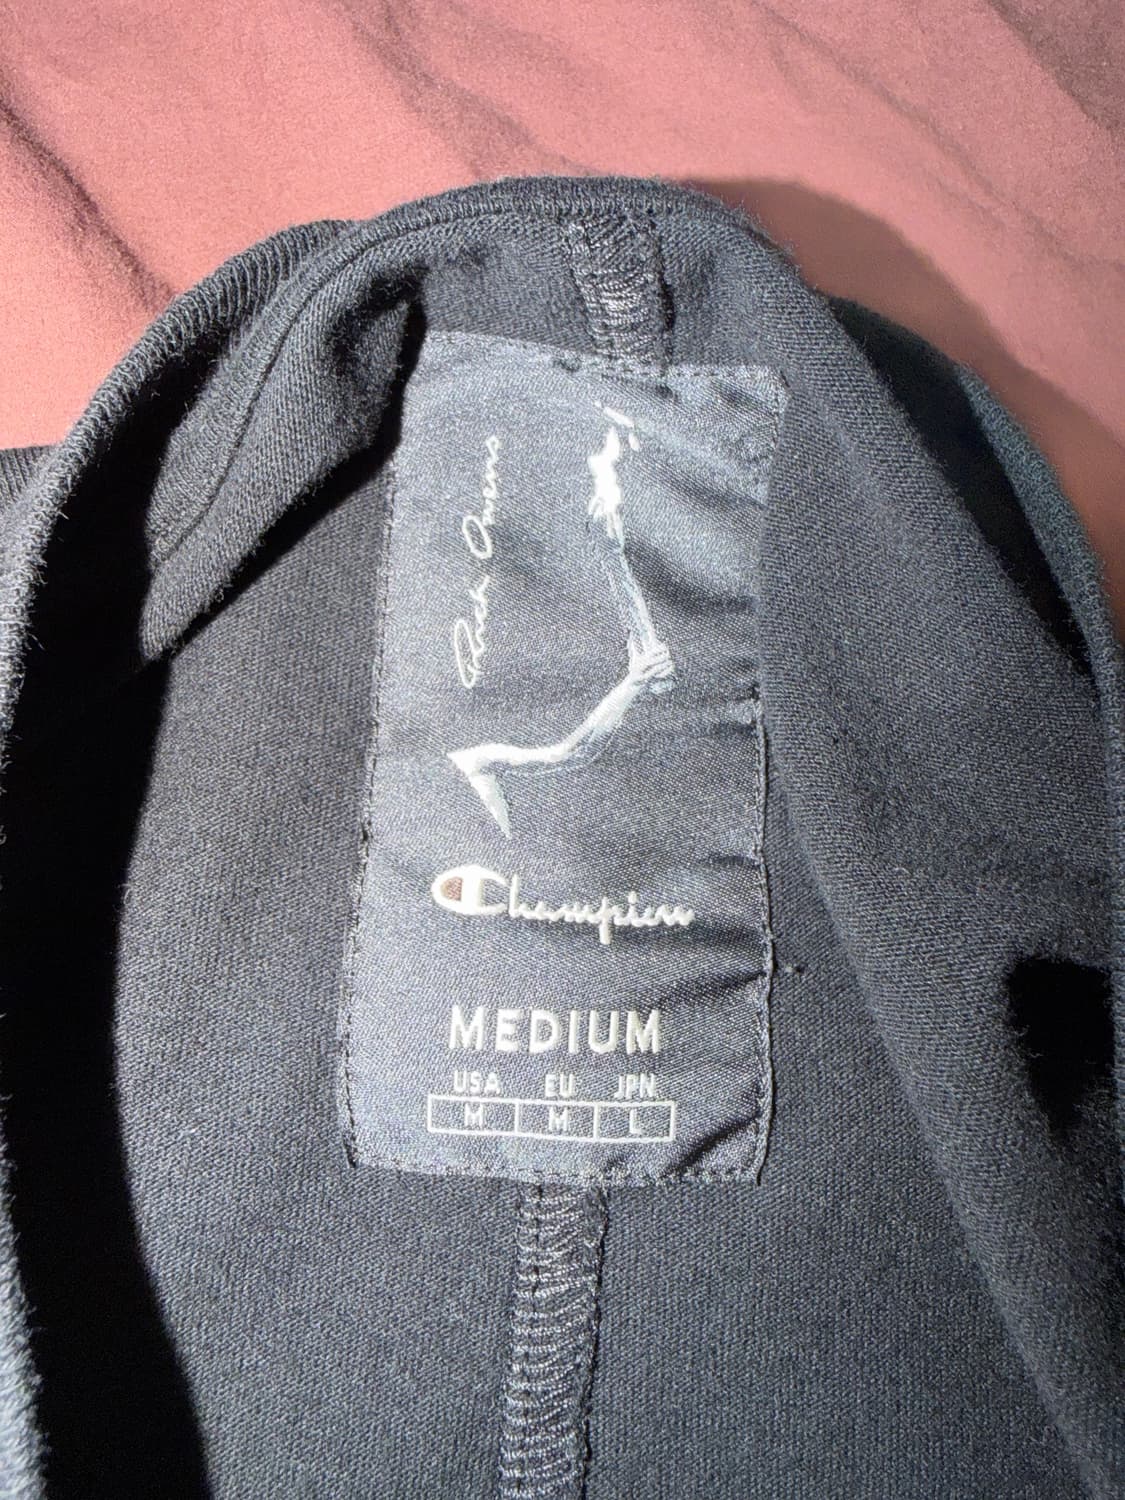 Rick Owens
Champion
MEDIUM
USA EU JPN
M M L